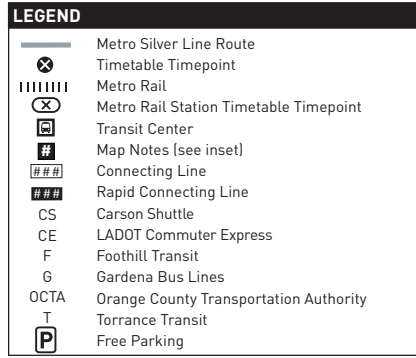 LEGEND
Metro Silver Line Route
X Timetable Timepoint
Metro Rail
X Metro Rail Station Timetable Timepoint
Transit Center
# Map Notes (see inset)
### Connecting Line
### Rapid Connecting Line
CS Carson Shuttle
CE LADOT Commuter Express
F Foothill Transit
G Gardena Bus Lines
OCTA Orange County Transportation Authority
T Torrance Transit
P Free Parking